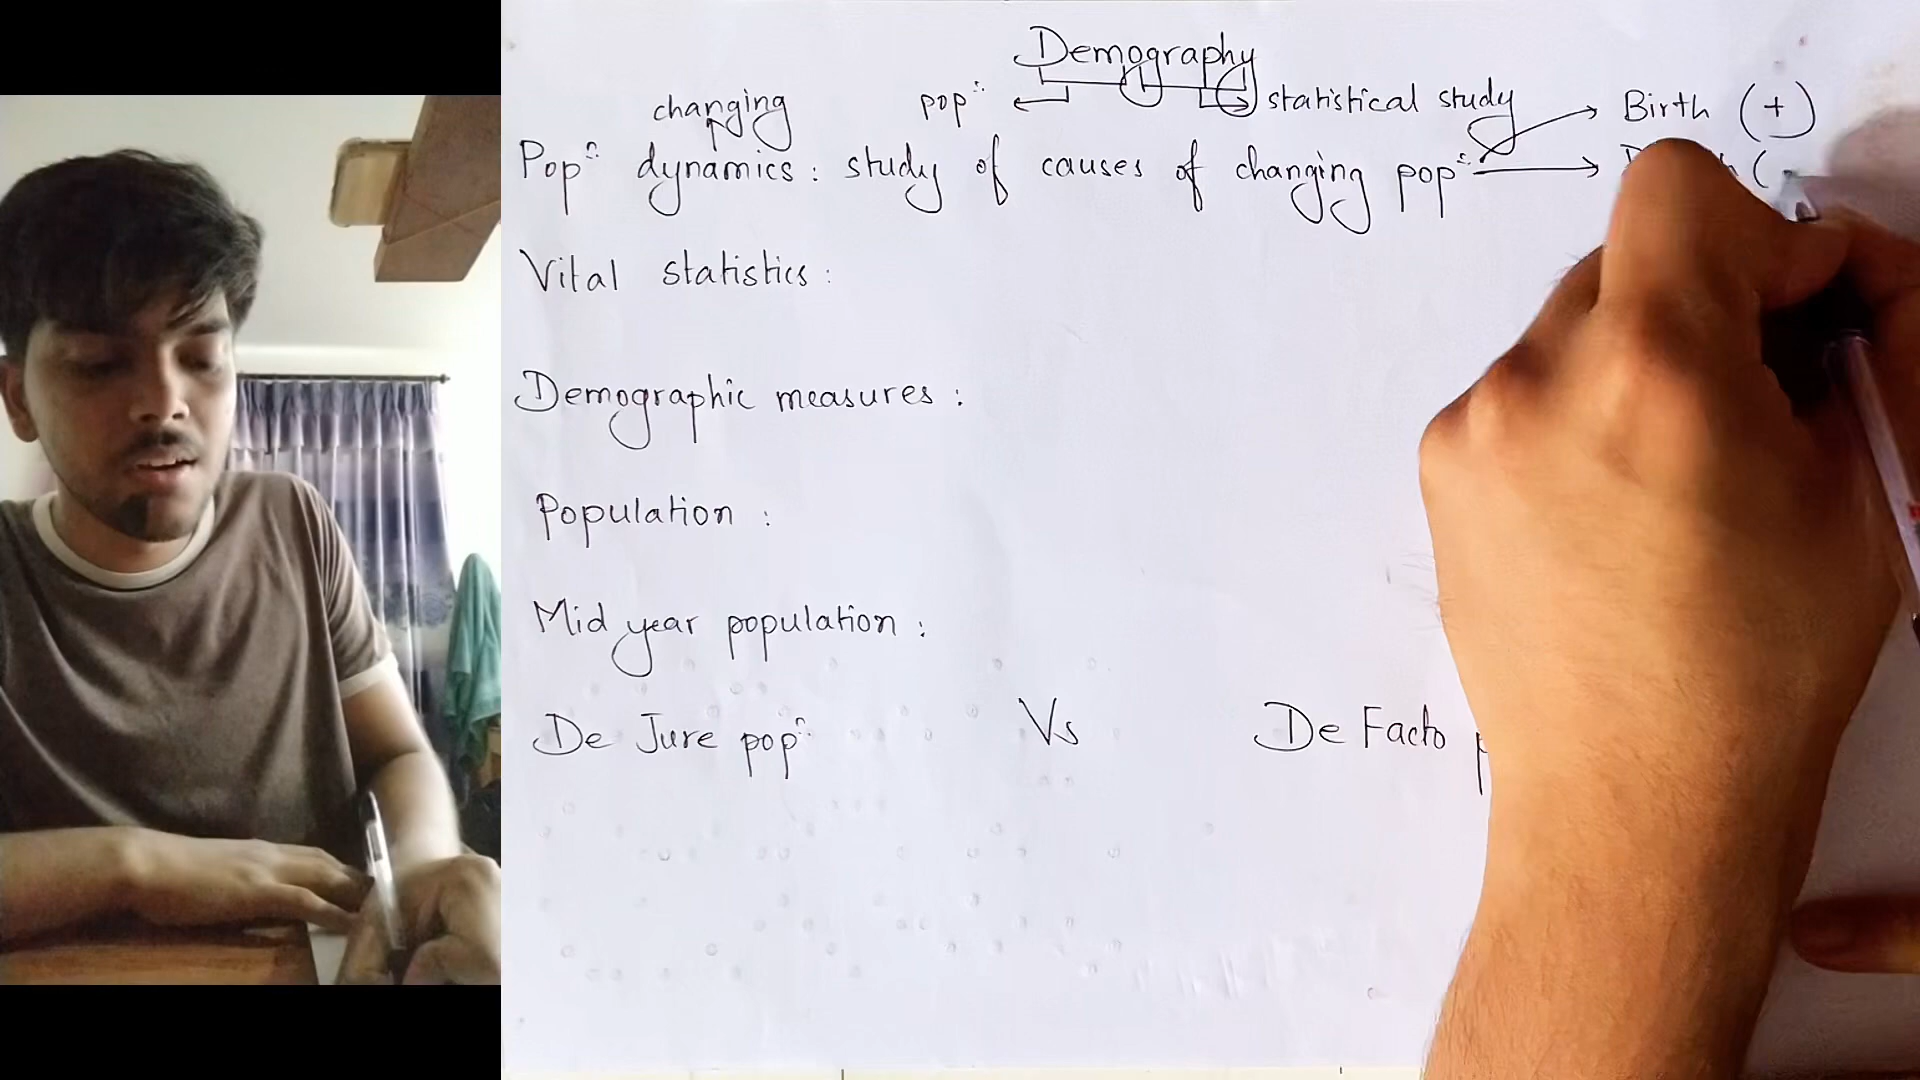 Demography
changing popⁿ statistical study Birth (+)
Popⁿ dynamics : study of causes of changing popⁿ
Vital statistics :
Demographic measures :
Population :
Mid year population :
De Jure popⁿ Vs De Facto